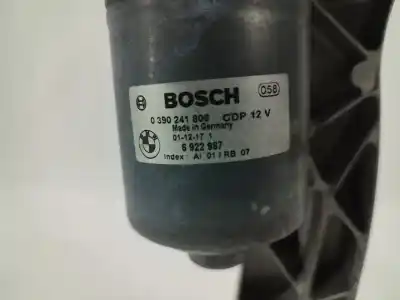 BOSCH
058
0 390 241 800 CDP 12 V
Made in Germany
01-12-17 1
6 922 987
Index: AI 01 / RB 07